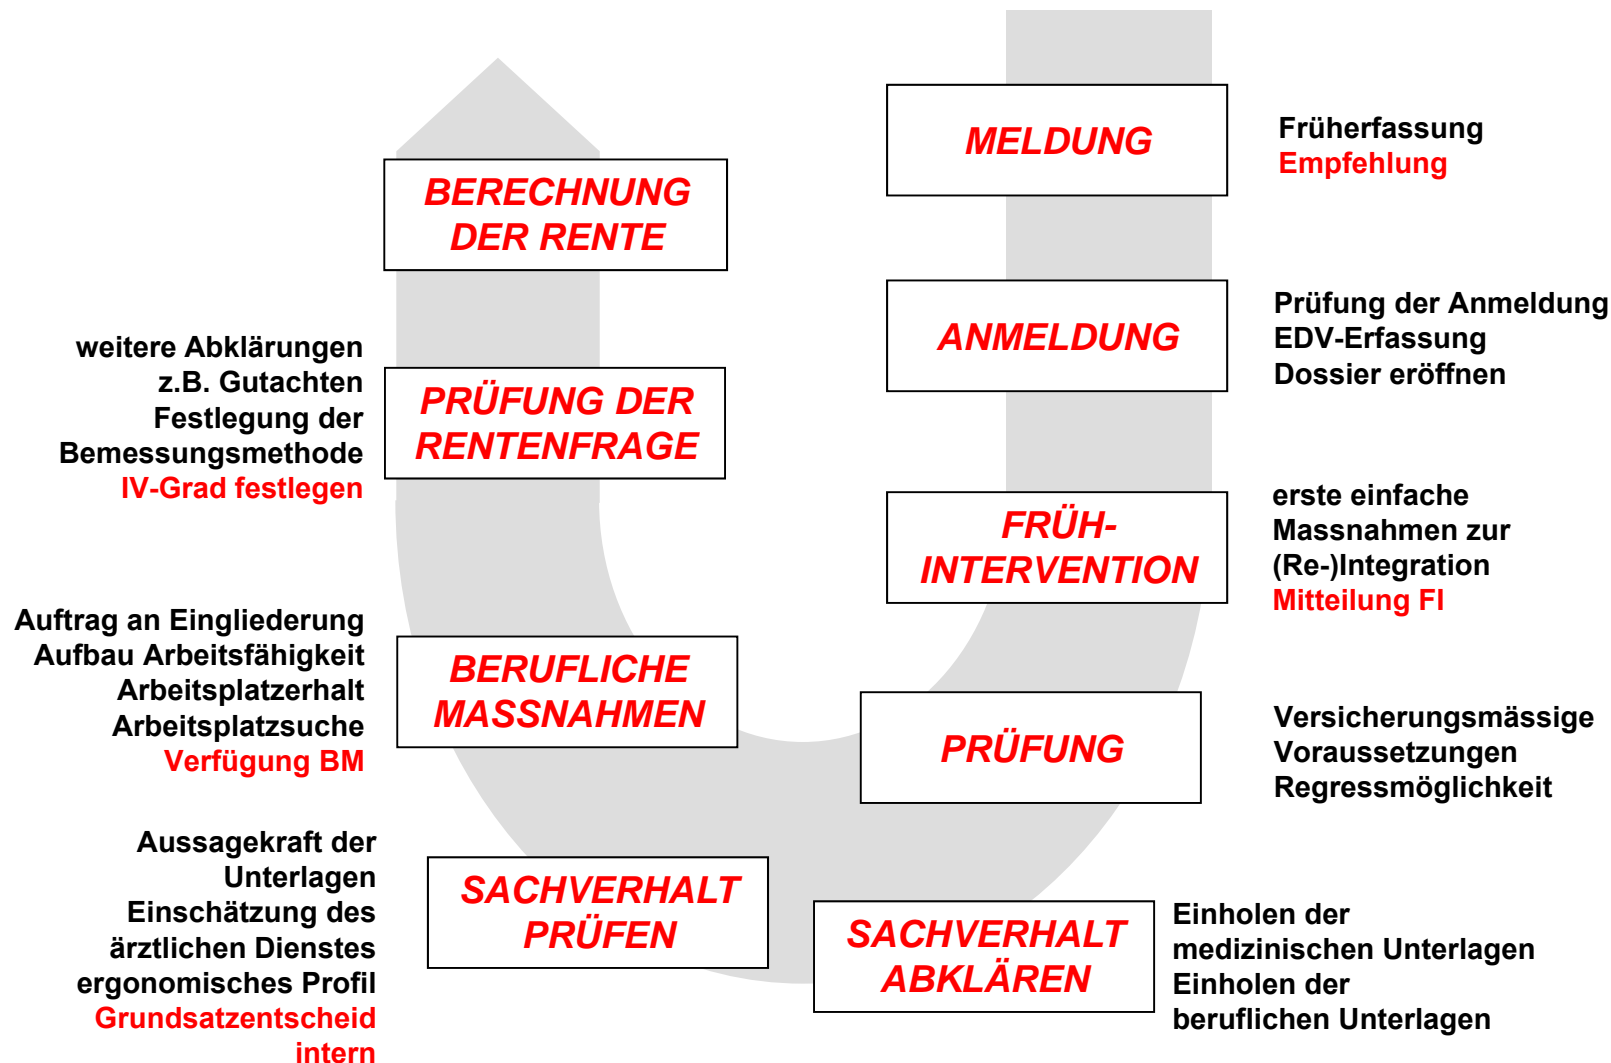 MELDUNG
Früherfassung
Empfehlung
ANMELDUNG
Prüfung der Anmeldung
EDV-Erfassung
Dossier eröffnen
FRÜH-
INTERVENTION
erste einfache
Massnahmen zur
(Re-)Integration
Mitteilung FI
PRÜFUNG
Versicherungsmässige
Voraussetzungen
Regressmöglichkeit
SACHVERHALT
ABKLÄREN
Einholen der
medizinischen Unterlagen
Einholen der
beruflichen Unterlagen
SACHVERHALT
PRÜFEN
Aussagekraft der
Unterlagen
Einschätzung des
ärztlichen Dienstes
ergonomisches Profil
Grundsatzentscheid
intern
BERUFLICHE
MASSNAHMEN
Auftrag an Eingliederung
Aufbau Arbeitsfähigkeit
Arbeitsplatzerhalt
Arbeitsplatzsuche
Verfügung BM
PRÜFUNG DER
RENTENFRAGE
weitere Abklärungen
z.B. Gutachten
Festlegung der
Bemessungsmethode
IV-Grad festlegen
BERECHNUNG
DER RENTE